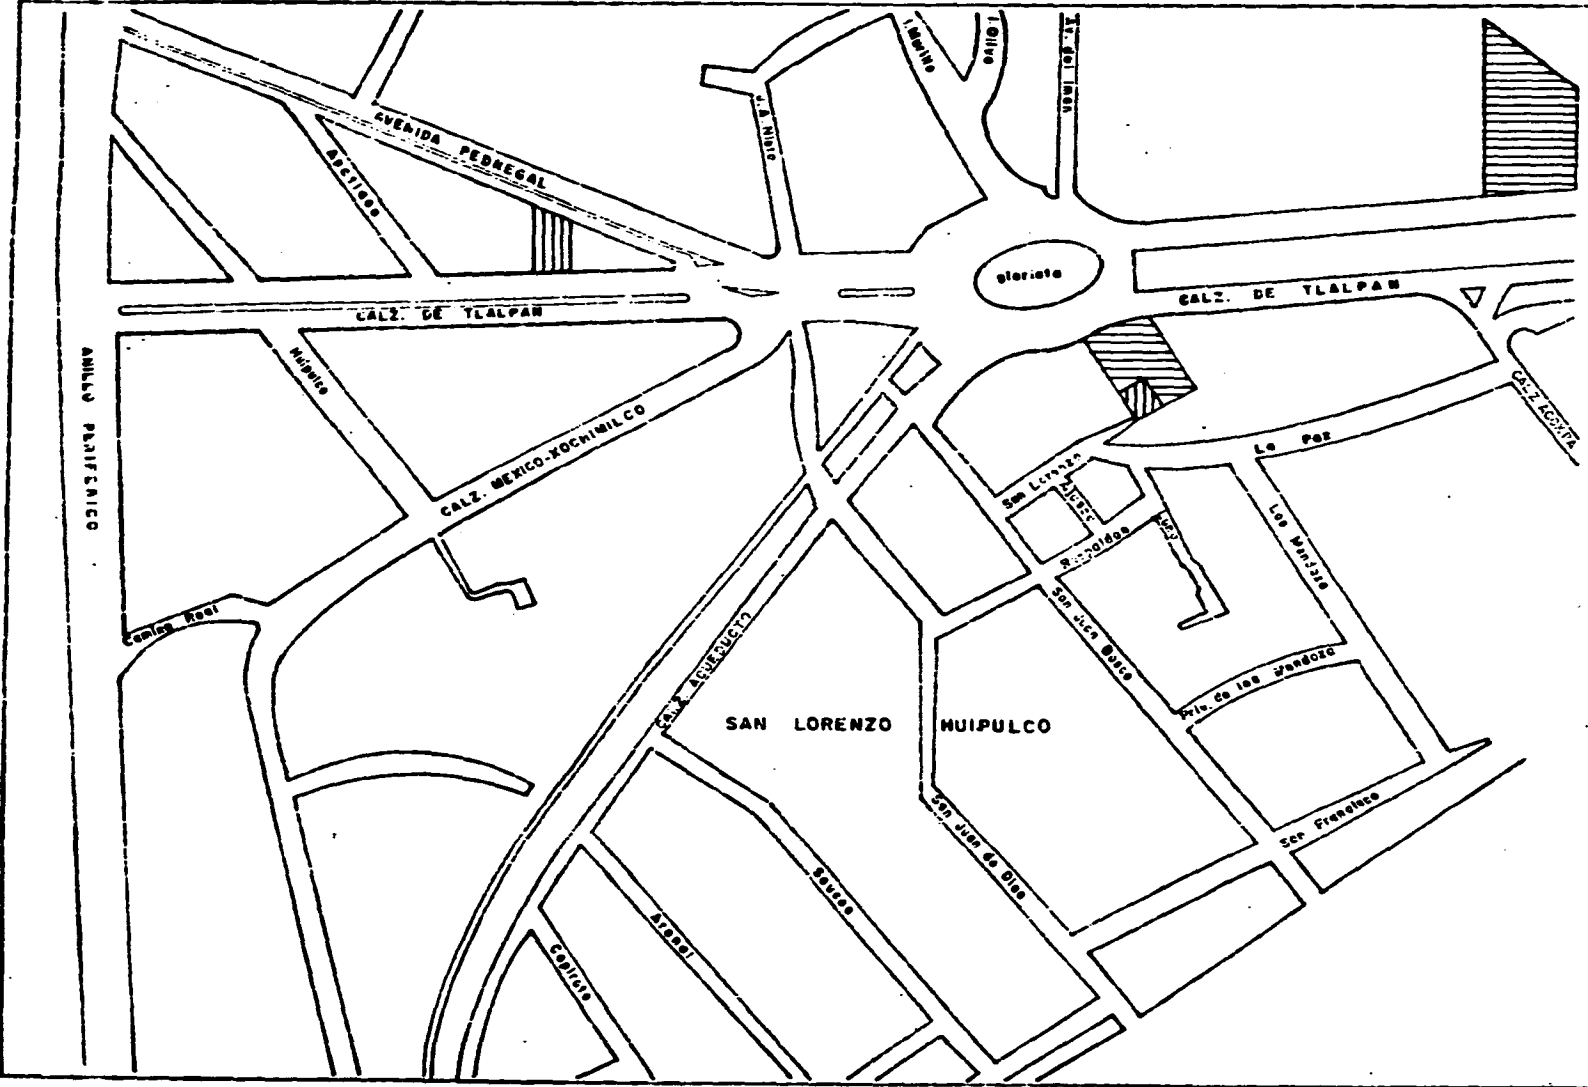 I. Merino
AVENIDA PEDREGAL
J. A. Nieto
glorieta
CALZ. DE TLALPAN
CALZ. DE TLALPAN
Huipulco
ANILLO PERIFERICO
CALZ. MEXICO-XOCHIMILCO
CALZ. ACOXPA
La Paz
San Lorenzo
Los Mendoza
Camino Real
San Juan Bosco
CALZ. ACUEDUCTO
Priv. de los Mendoza
SAN LORENZO HUIPULCO
San Francisco
San Juan de Dios
Sauces
Arenal
Capirote